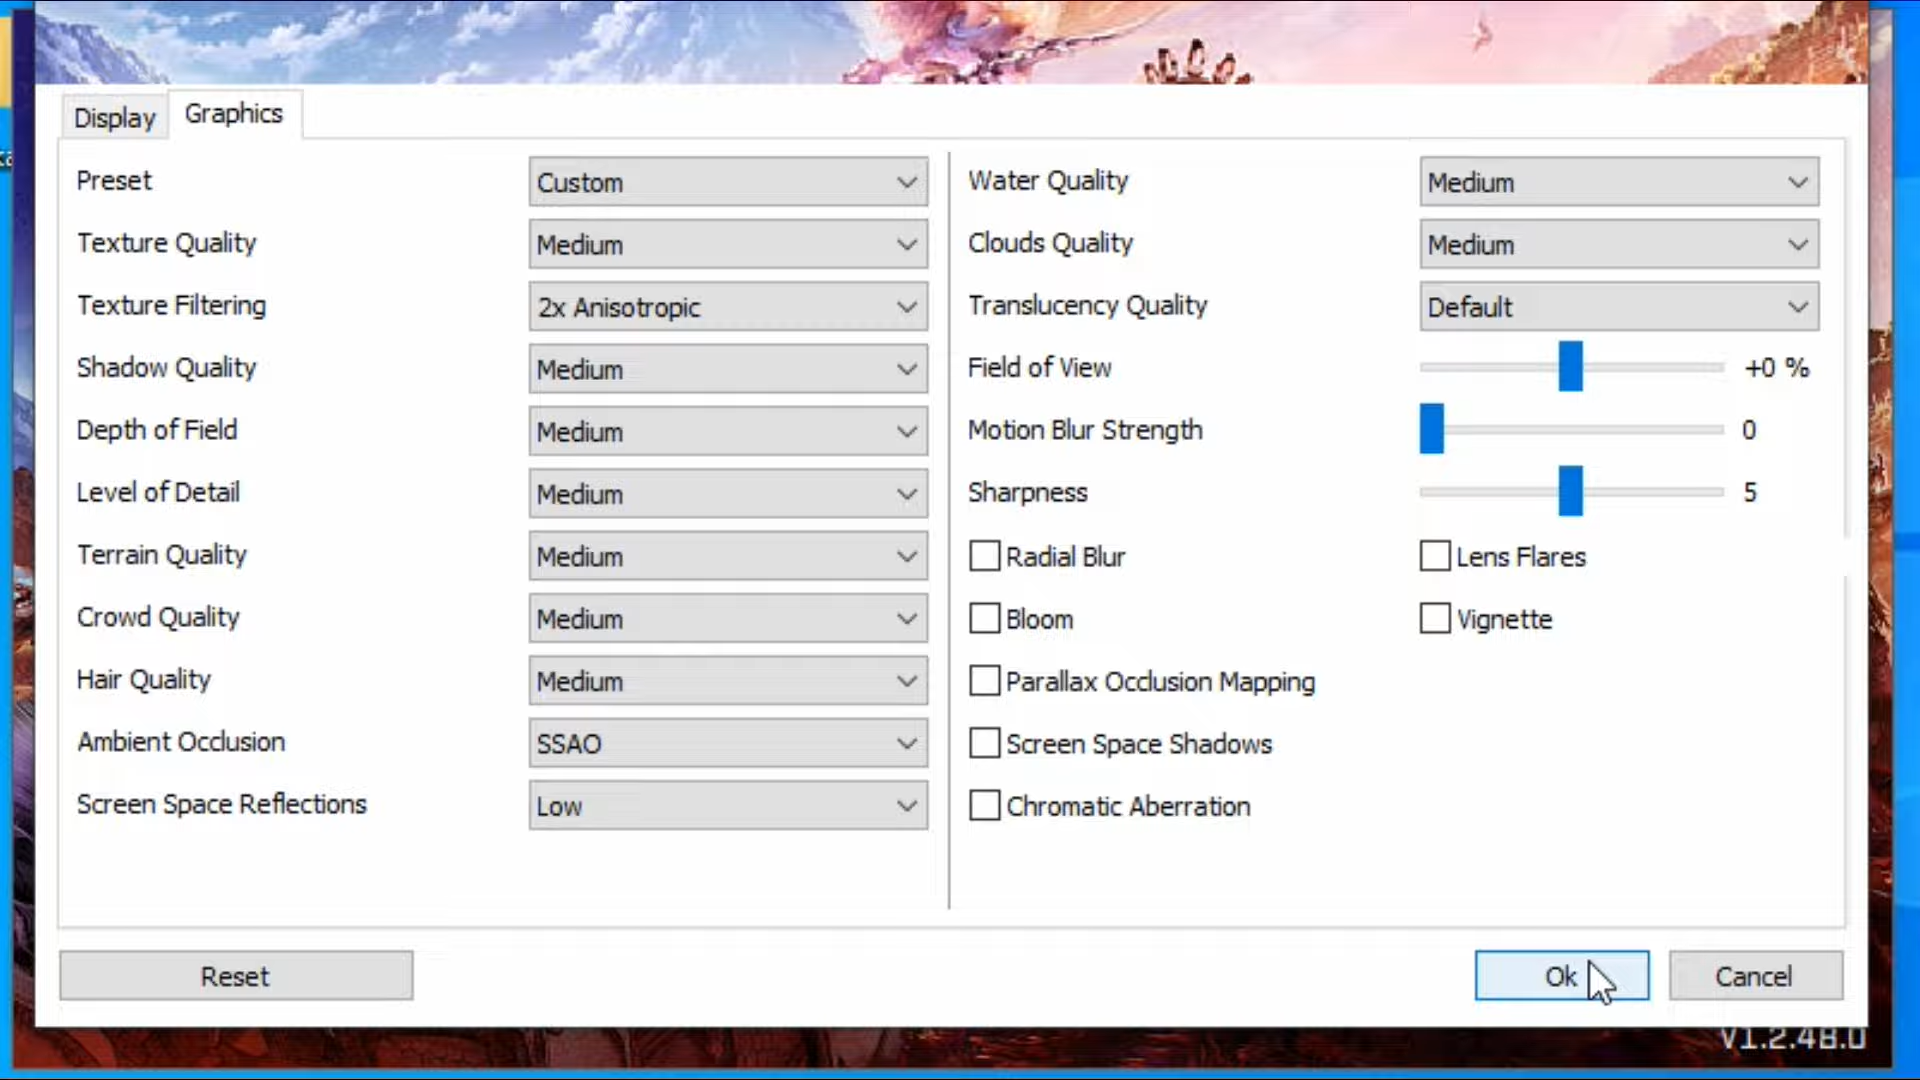 Display Graphics
Preset Custom
Texture Quality Medium
Texture Filtering 2x Anisotropic
Shadow Quality Medium
Depth of Field Medium
Level of Detail Medium
Terrain Quality Medium
Crowd Quality Medium
Hair Quality Medium
Ambient Occlusion SSAO
Screen Space Reflections Low
Water Quality Medium
Clouds Quality Medium
Translucency Quality Default
Field of View +0 %
Motion Blur Strength 0
Sharpness 5
Radial Blur Lens Flares
Bloom Vignette
Parallax Occlusion Mapping
Screen Space Shadows
Chromatic Aberration
Reset Ok Cancel
V1.2.48.0